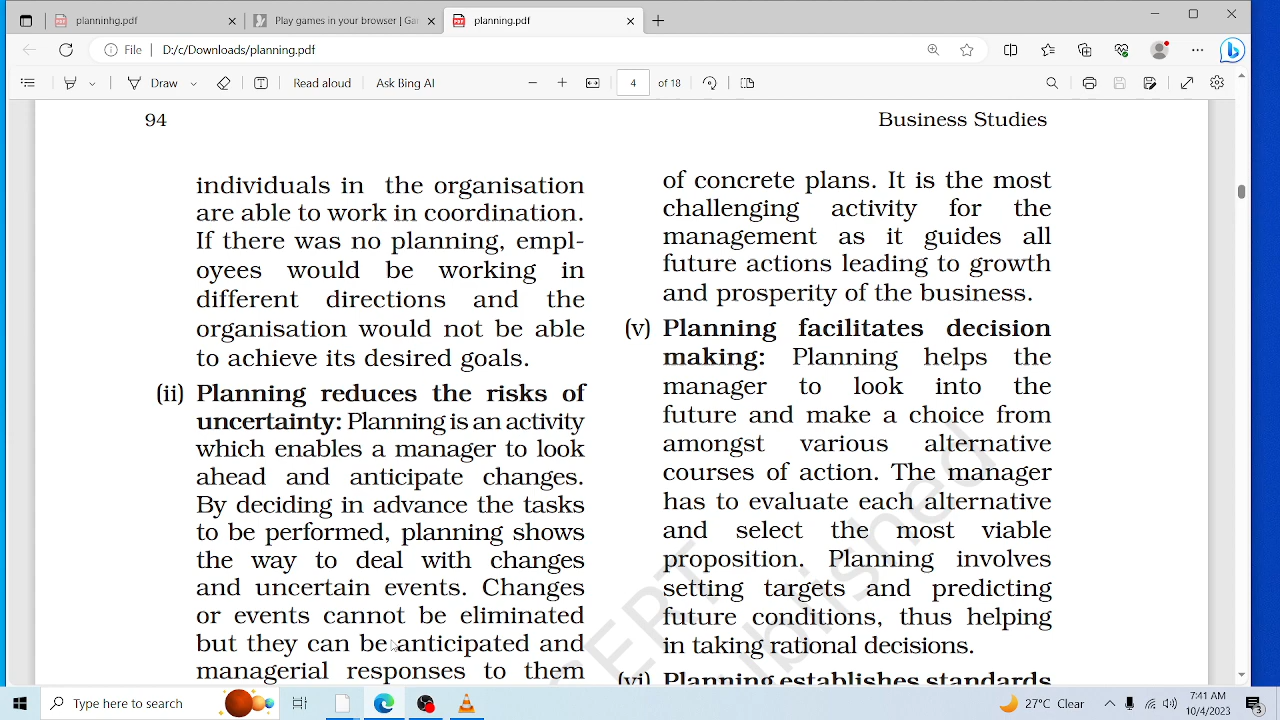 planninhg.pdf
Play games in your browser | Ga
planning.pdf
File | D:/c/Downloads/planning.pdf
Draw
Read aloud
Ask Bing AI
4 of 18
94
Business Studies
individuals in the organisation
are able to work in coordination.
If there was no planning, empl-
oyees would be working in
different directions and the
organisation would not be able
to achieve its desired goals.
(ii) Planning reduces the risks of
uncertainty: Planning is an activity
which enables a manager to look
ahead and anticipate changes.
By deciding in advance the tasks
to be performed, planning shows
the way to deal with changes
and uncertain events. Changes
or events cannot be eliminated
but they can be anticipated and
managerial responses to them
of concrete plans. It is the most
challenging activity for the
management as it guides all
future actions leading to growth
and prosperity of the business.
(v) Planning facilitates decision
making: Planning helps the
manager to look into the
future and make a choice from
amongst various alternative
courses of action. The manager
has to evaluate each alternative
and select the most viable
proposition. Planning involves
setting targets and predicting
future conditions, thus helping
in taking rational decisions.
(vi) Planning establishes standards
Type here to search
27°C Clear
7:41 AM
10/4/2023
3